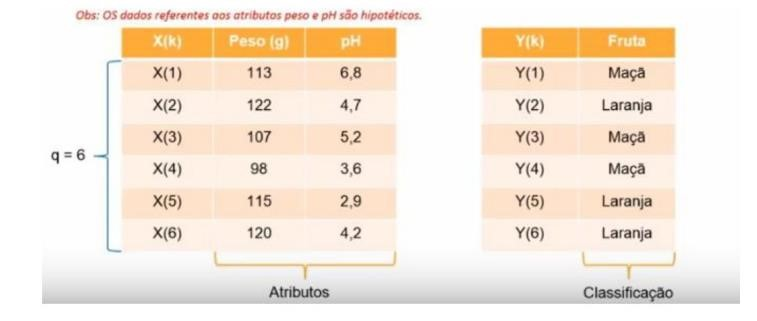 Obs: OS dados referentes aos atributos peso e pH são hipotéticos.
X(k) Peso (g) pH Y(k) Fruta
X(1) 113 6,8 Y(1) Maçã
X(2) 122 4,7 Y(2) Laranja
X(3) 107 5,2 Y(3) Maçã
q = 6
X(4) 98 3,6 Y(4) Maçã
X(5) 115 2,9 Y(5) Laranja
X(6) 120 4,2 Y(6) Laranja
Atributos Classificação